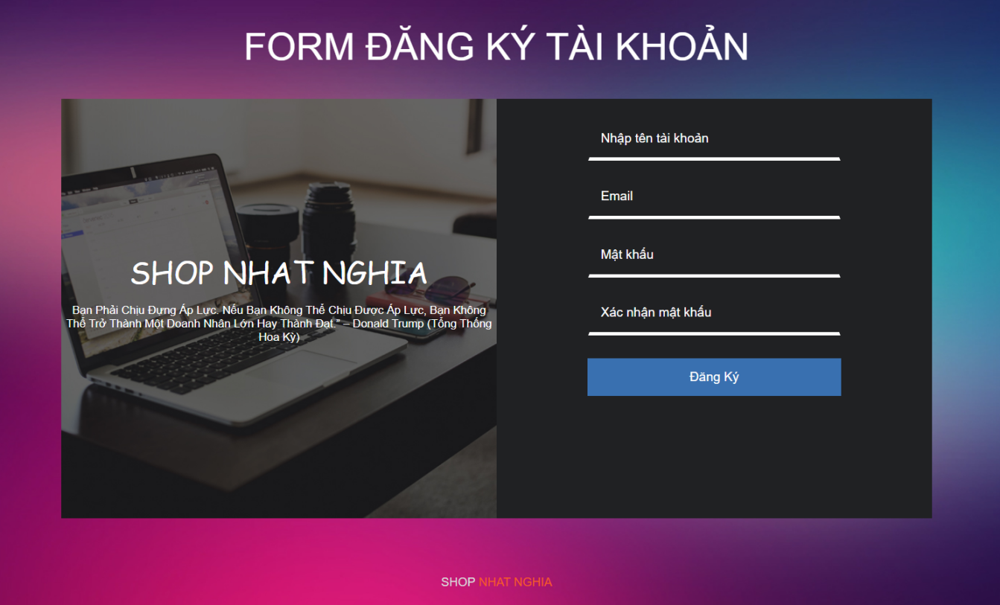 FORM ĐĂNG KÝ TÀI KHOẢN
SHOP NHAT NGHIA
Bạn Phải Chịu Đựng Áp Lực. Nếu Bạn Không Thể Chịu Được Áp Lực, Bạn Không
Thể Trở Thành Một Doanh Nhân Lớn Hay Thành Đạt.” – Donald Trump (Tổng Thống
Hoa Kỳ)
Nhập tên tài khoản
Email
Mật khẩu
Xác nhận mật khẩu
Đăng Ký
SHOP NHAT NGHIA